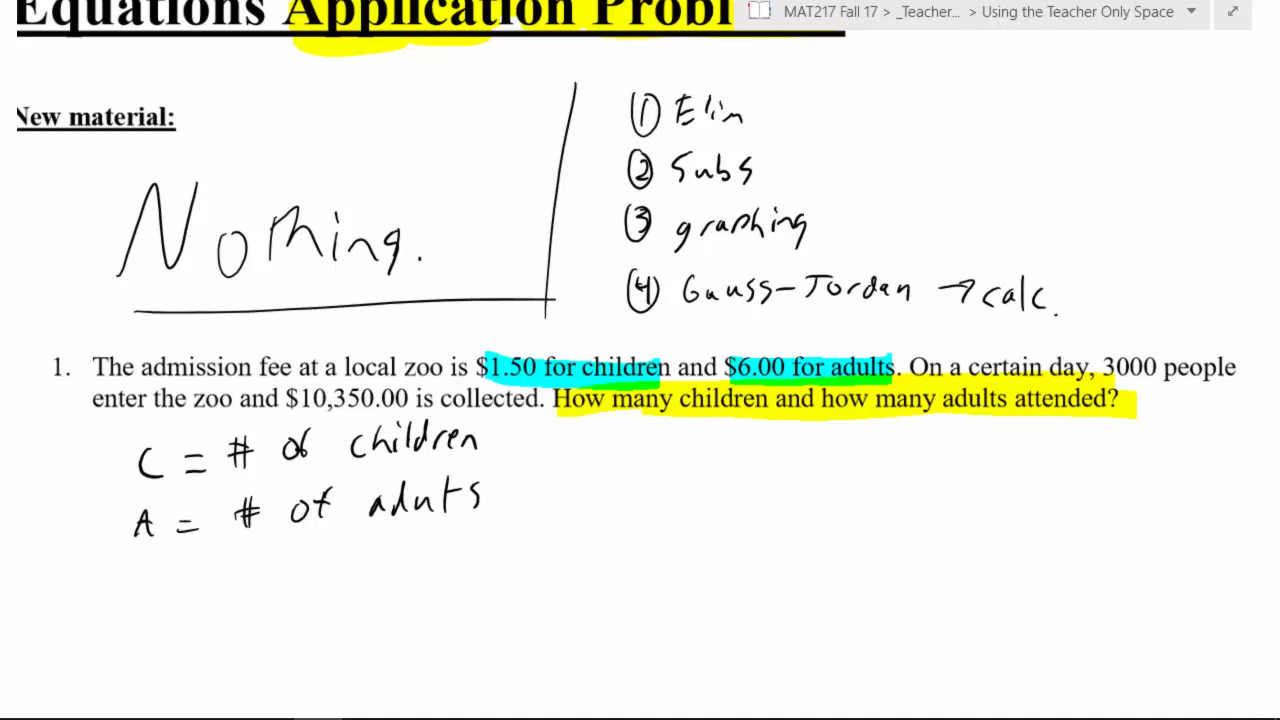 Equations Application Probl
MAT217 Fall 17 > _Teacher... > Using the Teacher Only Space
New material:
Nothing.
① Elim
② Subs
③ graphing
④ Gauss-Jordan → calc.
1. The admission fee at a local zoo is $1.50 for children and $6.00 for adults. On a certain day, 3000 people
enter the zoo and $10,350.00 is collected. How many children and how many adults attended?
C = # of children
A = # of aduts